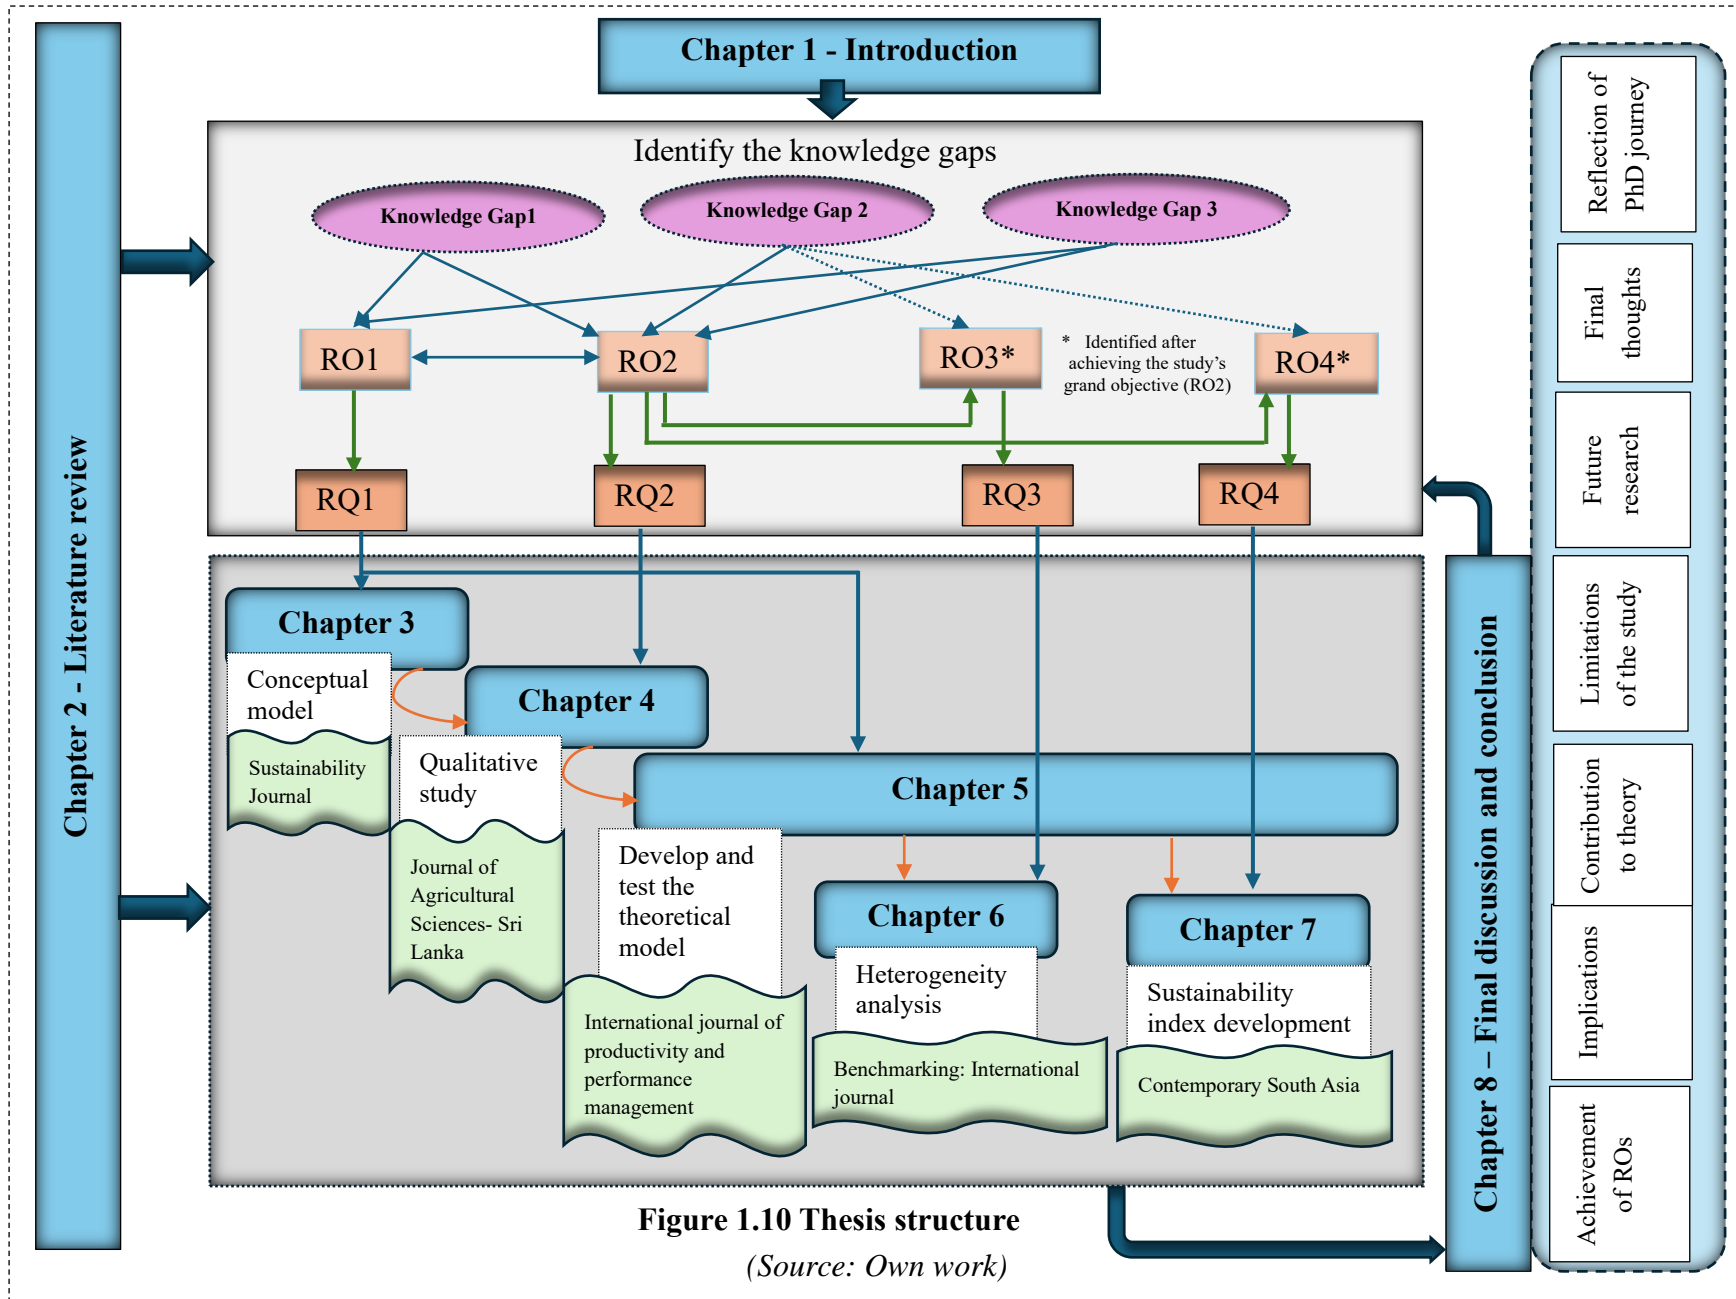 Chapter 1 - Introduction
Chapter 2 - Literature review
Identify the knowledge gaps
Knowledge Gap1
Knowledge Gap 2
Knowledge Gap 3
RO1
RO2
RO3*
* Identified after
achieving the study's
grand objective (RO2)
RO4*
RQ1
RQ2
RQ3
RQ4
Chapter 3
Conceptual
model
Sustainability
Journal
Chapter 4
Qualitative
study
Journal of
Agricultural
Sciences- Sri
Lanka
Chapter 5
Develop and
test the
theoretical
model
International journal of
productivity and
performance
management
Chapter 6
Heterogeneity
analysis
Benchmarking: International
journal
Chapter 7
Sustainability
index development
Contemporary South Asia
Chapter 8 – Final discussion and conclusion
Reflection of
PhD journey
Final
thoughts
Future
research
Limitations
of the study
Contribution
to theory
Implications
Achievement
of ROs
Figure 1.10 Thesis structure
(Source: Own work)